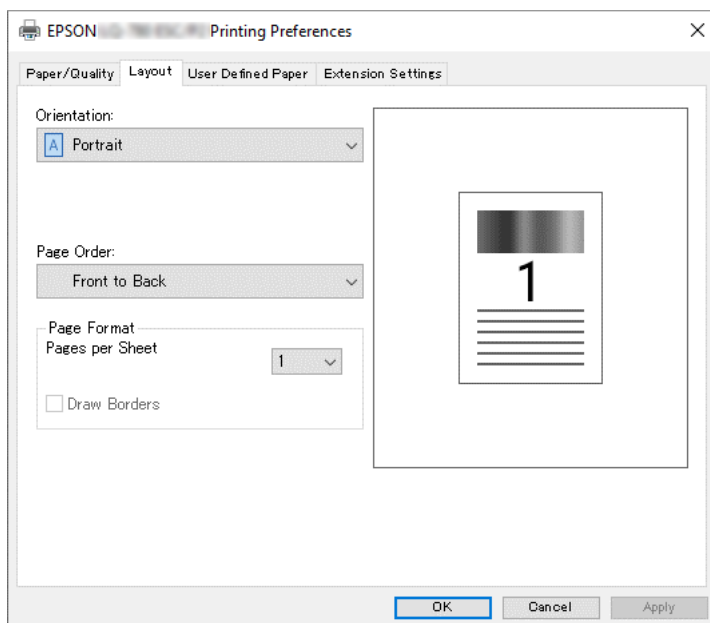 EPSON Printing Preferences
Paper/Quality Layout User Defined Paper Extension Settings
Orientation:
A Portrait
Page Order:
Front to Back
1
Page Format
Pages per Sheet
1
Draw Borders
OK Cancel Apply